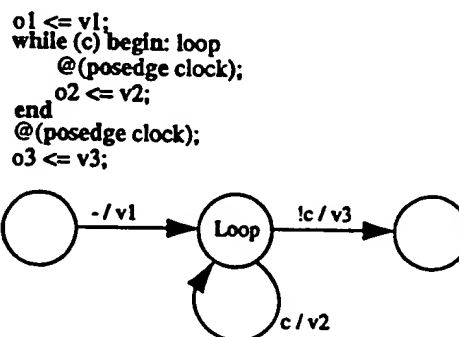 o1 <= v1;
while (c) begin: loop
@(posedge clock);
o2 <= v2;
end
@(posedge clock);
o3 <= v3;
- / v1
Loop
!c / v3
c / v2